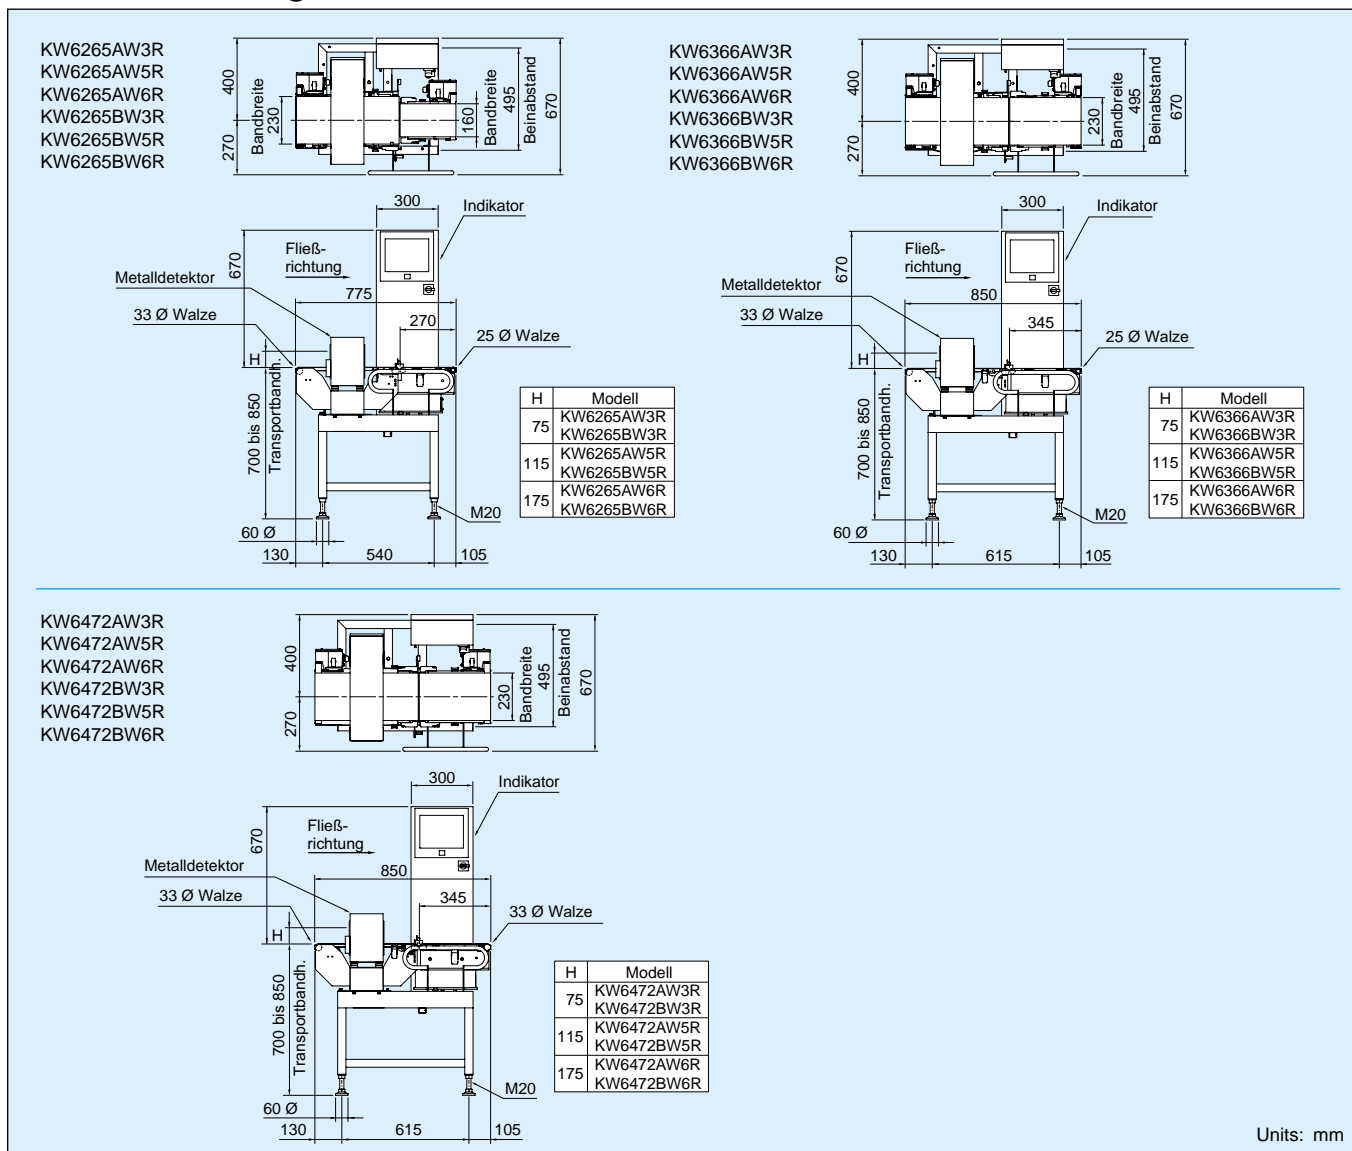 KW6265AW3R
KW6265AW5R
KW6265AW6R
KW6265BW3R
KW6265BW5R
KW6265BW6R
400
270
Bandbreite
230
160
Bandbreite
495
Beinabstand
670
300
Indikator
670
Fließ-
richtung
Metalldetektor
775
33 Ø Walze
270
25 Ø Walze
H
700 bis 850
Transportbandh.
H Modell
75 KW6265AW3R
KW6265BW3R
115 KW6265AW5R
KW6265BW5R
175 KW6265AW6R
KW6265BW6R
M20
60 Ø
130 540 105
KW6366AW3R
KW6366AW5R
KW6366AW6R
KW6366BW3R
KW6366BW5R
KW6366BW6R
400
270
230
Bandbreite
495
Beinabstand
670
300
Indikator
670
Fließ-
richtung
Metalldetektor
850
33 Ø Walze
345
25 Ø Walze
H
700 bis 850
Transportbandh.
H Modell
75 KW6366AW3R
KW6366BW3R
115 KW6366AW5R
KW6366BW5R
175 KW6366AW6R
KW6366BW6R
M20
60 Ø
130 615 105
KW6472AW3R
KW6472AW5R
KW6472AW6R
KW6472BW3R
KW6472BW5R
KW6472BW6R
400
270
230
Bandbreite
495
Beinabstand
670
300
Indikator
670
Fließ-
richtung
Metalldetektor
850
33 Ø Walze
345
33 Ø Walze
H
700 bis 850
Transportbandh.
H Modell
75 KW6472AW3R
KW6472BW3R
115 KW6472AW5R
KW6472BW5R
175 KW6472AW6R
KW6472BW6R
M20
60 Ø
130 615 105
Units: mm